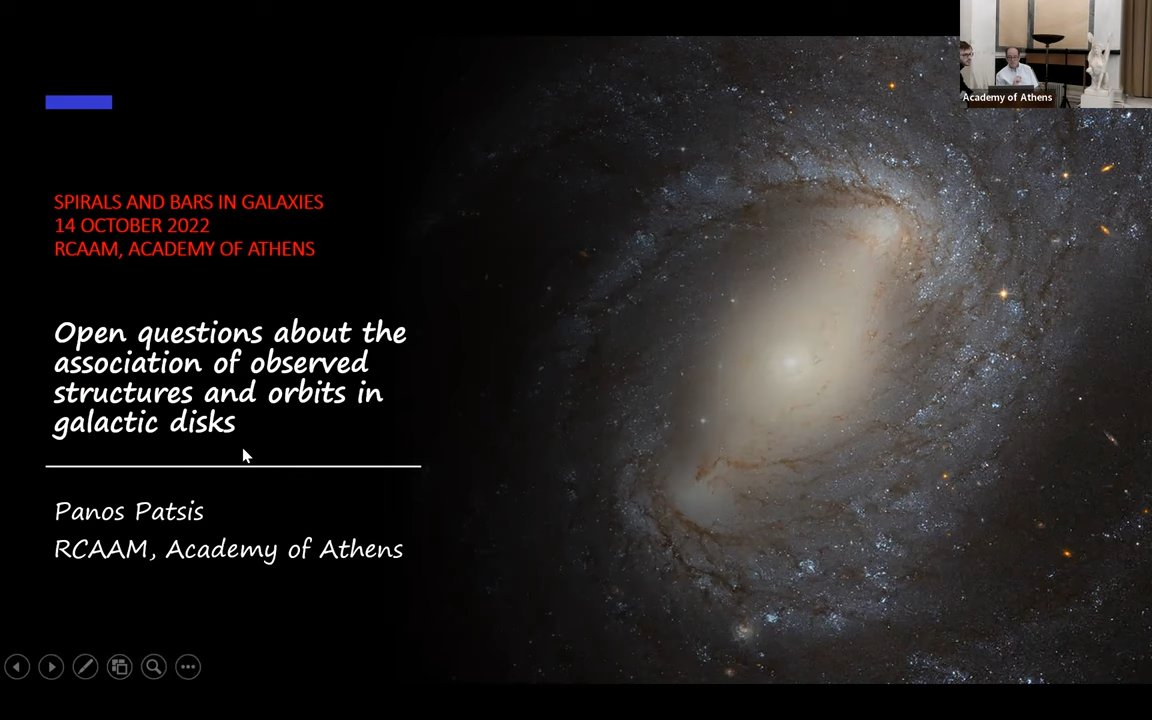 Academy of Athens
SPIRALS AND BARS IN GALAXIES
14 OCTOBER 2022
RCAAM, ACADEMY OF ATHENS
Open questions about the
association of observed
structures and orbits in
galactic disks
Panos Patsis
RCAAM, Academy of Athens